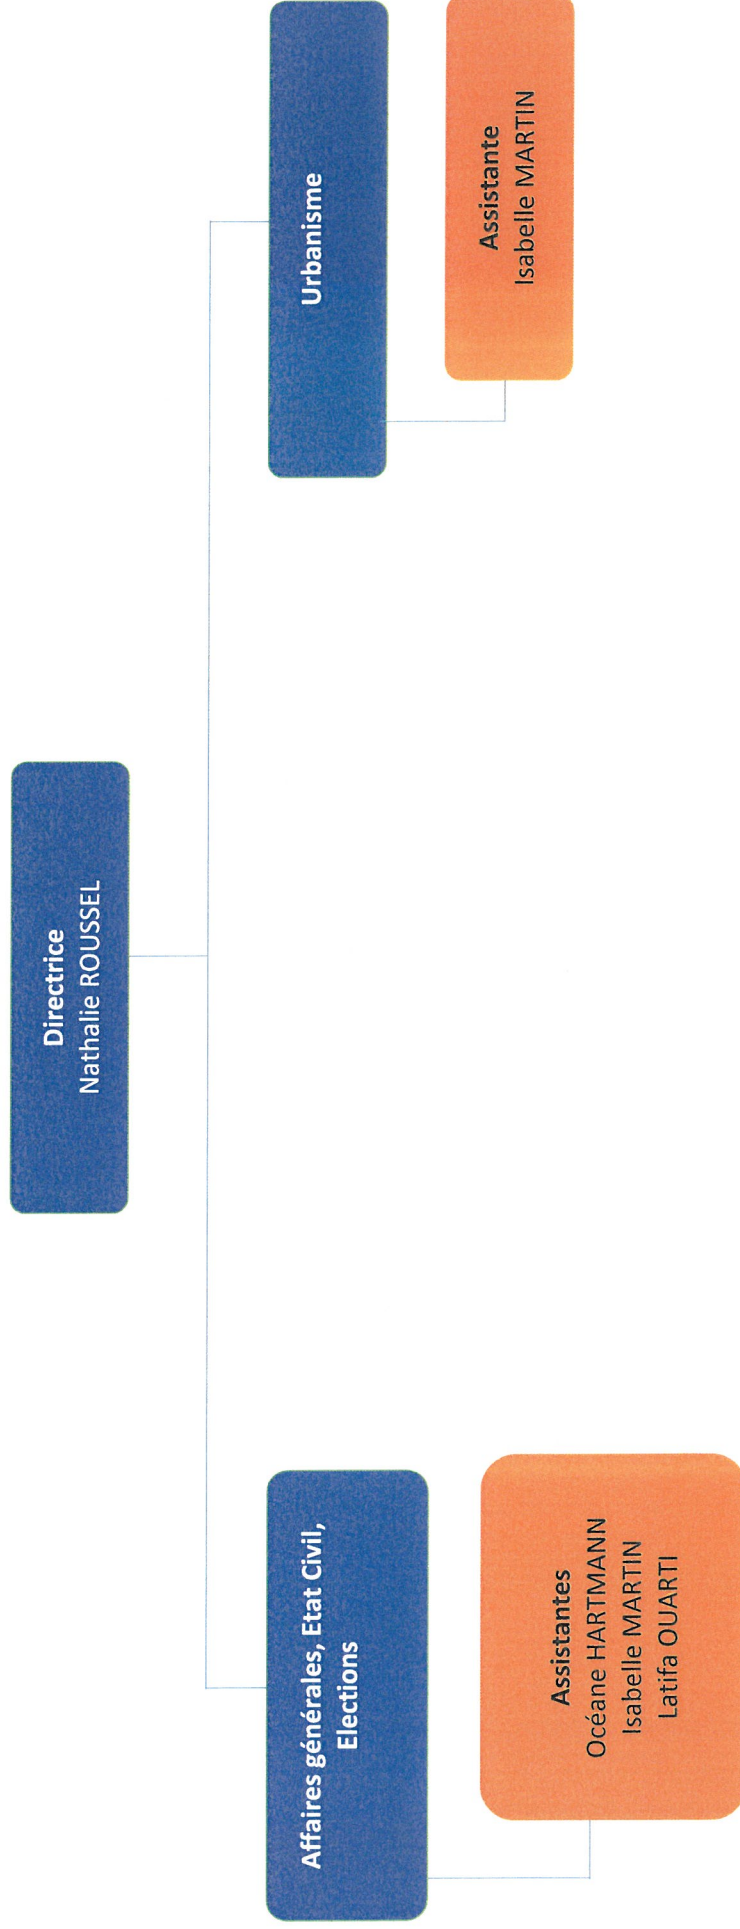 Directrice
Nathalie ROUSSEL
Affaires générales, Etat Civil,
Elections
Urbanisme
Assistantes
Océane HARTMANN
Isabelle MARTIN
Latifa OUARTI
Assistante
Isabelle MARTIN